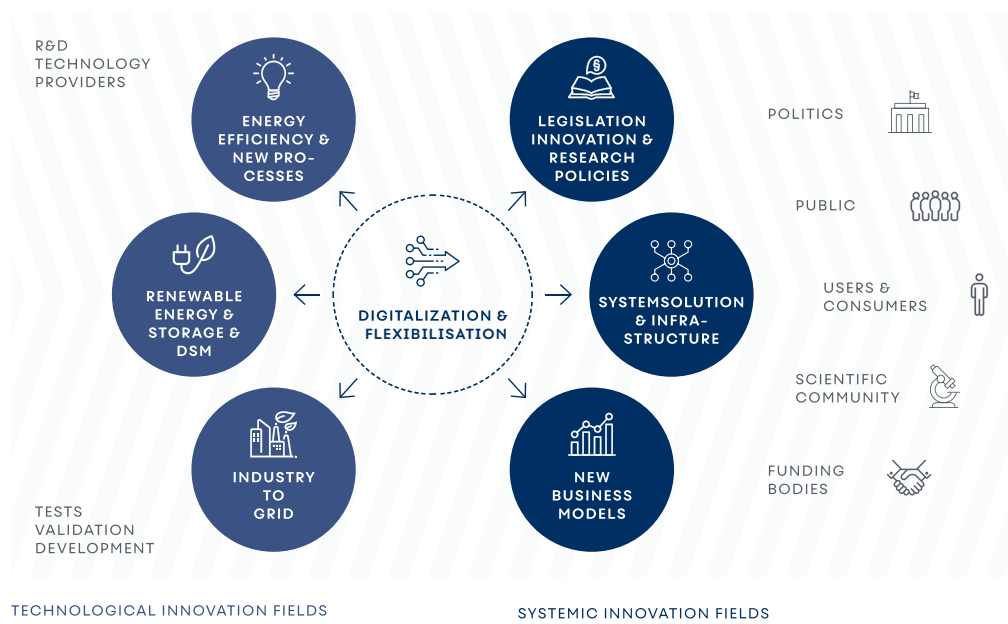 R&D
TECHNOLOGY
PROVIDERS
ENERGY
EFFICIENCY &
NEW PRO-
CESSES
RENEWABLE
ENERGY &
STORAGE &
DSM
INDUSTRY
TO
GRID
TESTS
VALIDATION
DEVELOPMENT
DIGITALIZATION &
FLEXIBILISATION
§
LEGISLATION
INNOVATION &
RESEARCH
POLICIES
SYSTEMSOLUTION
& INFRA-
STRUCTURE
NEW
BUSINESS
MODELS
POLITICS
PUBLIC
USERS &
CONSUMERS
SCIENTIFIC
COMMUNITY
FUNDING
BODIES
TECHNOLOGICAL INNOVATION FIELDS
SYSTEMIC INNOVATION FIELDS